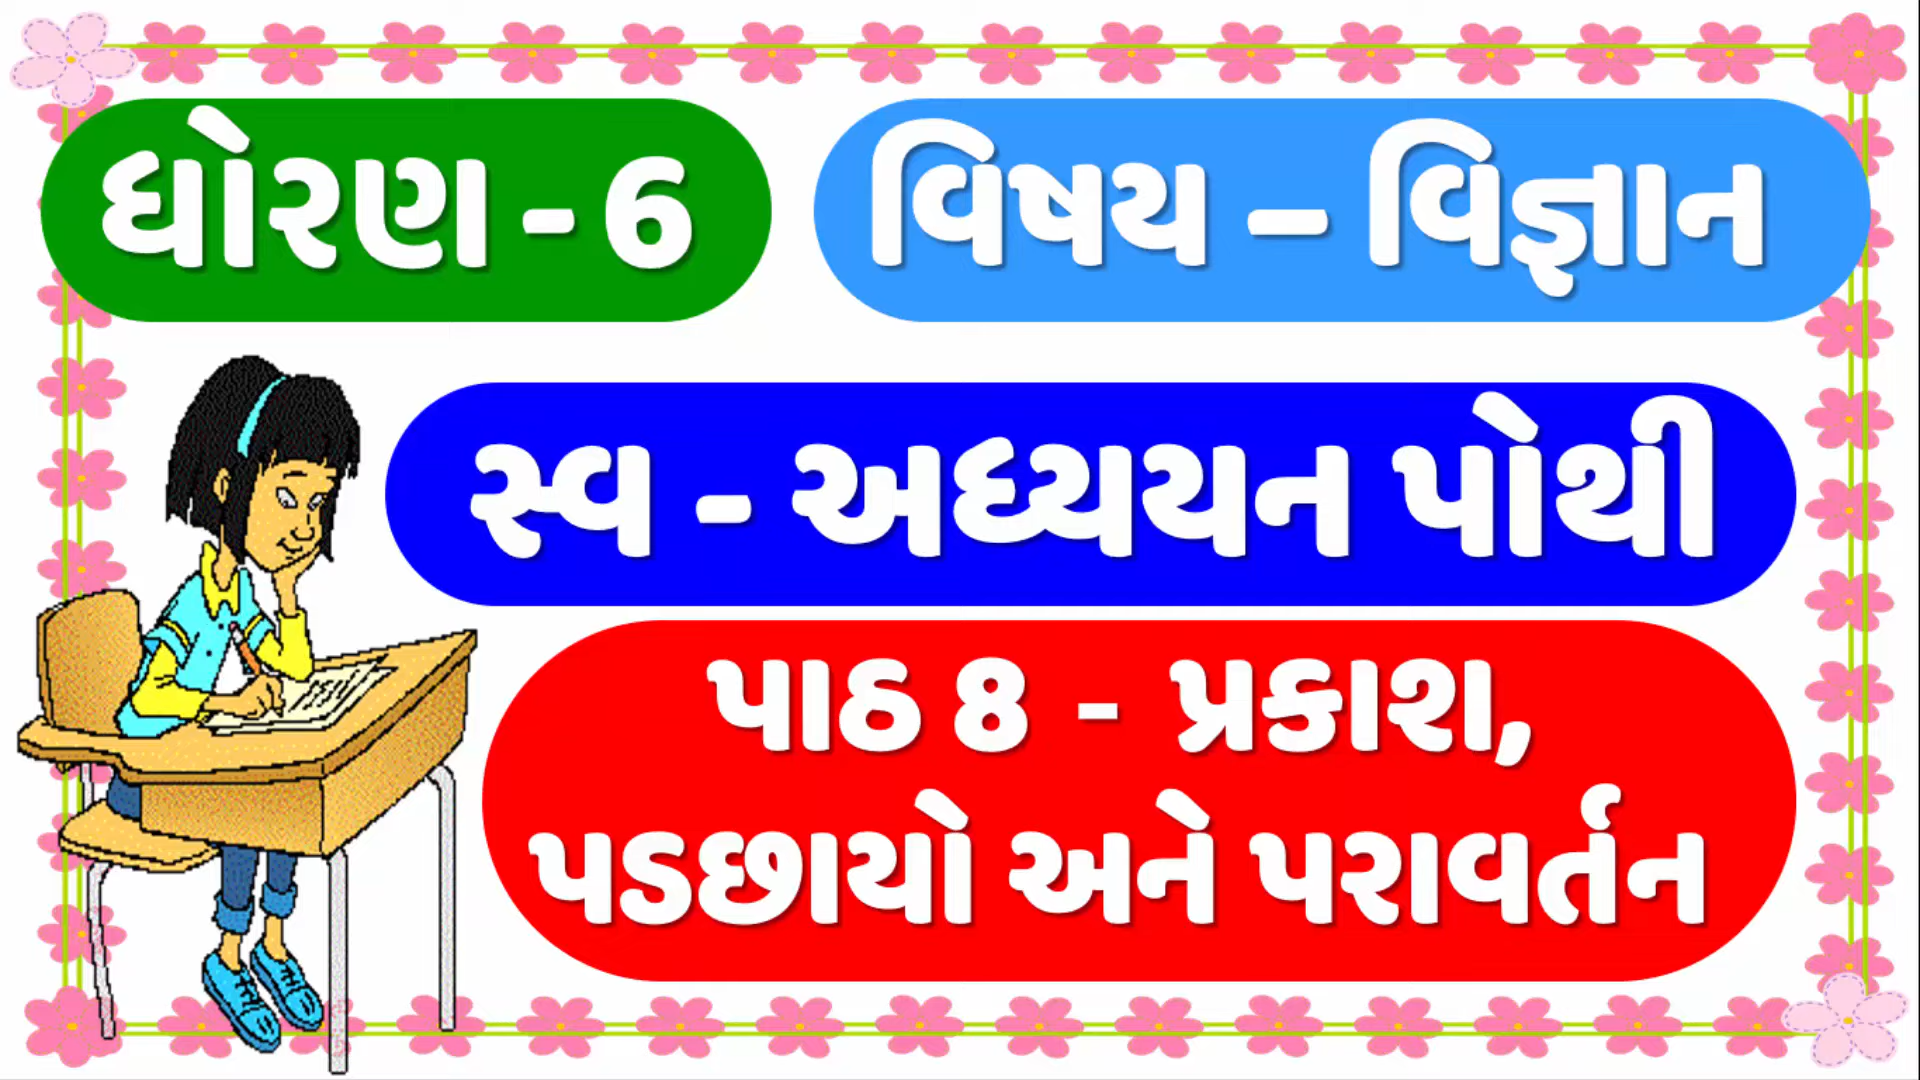 ધોરણ - 6
વિષય – વિજ્ઞાન
સ્વ - અધ્યયન પોથી
પાઠ 8 - પ્રકાશ,
પડછાયો અને પરાવર્તન